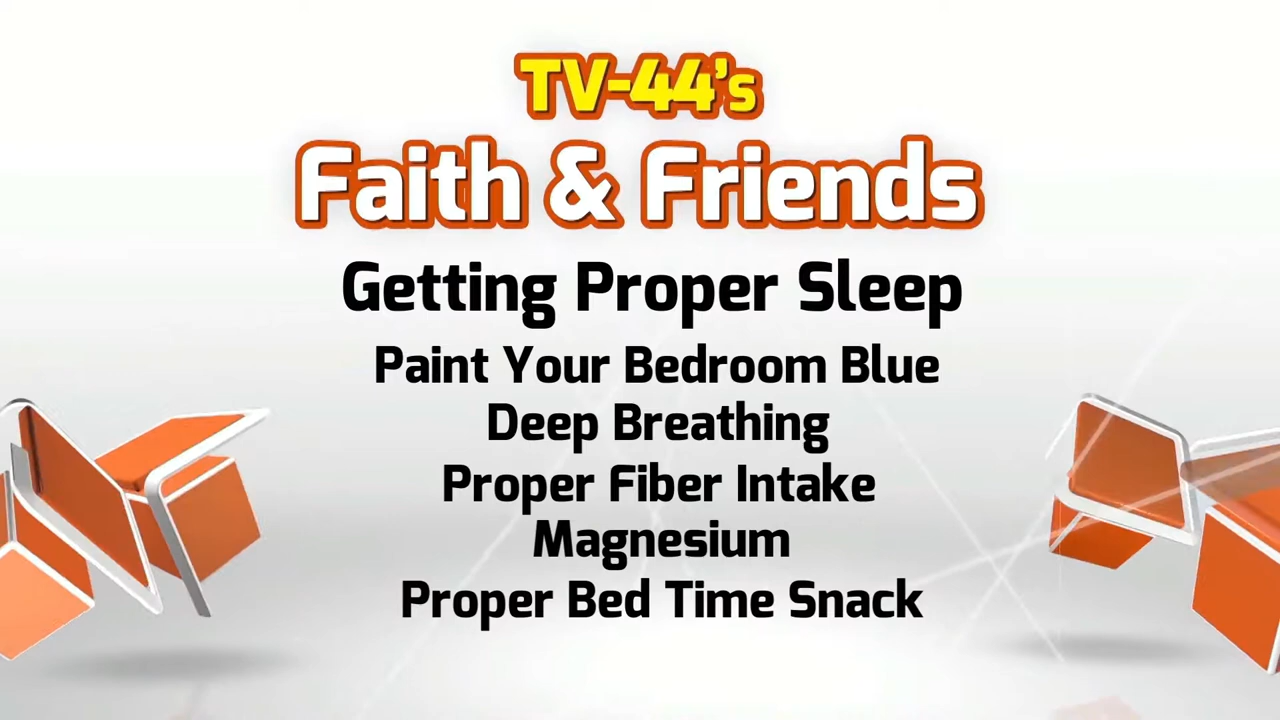 TV-44's
Faith & Friends
Getting Proper Sleep
Paint Your Bedroom Blue
Deep Breathing
Proper Fiber Intake
Magnesium
Proper Bed Time Snack